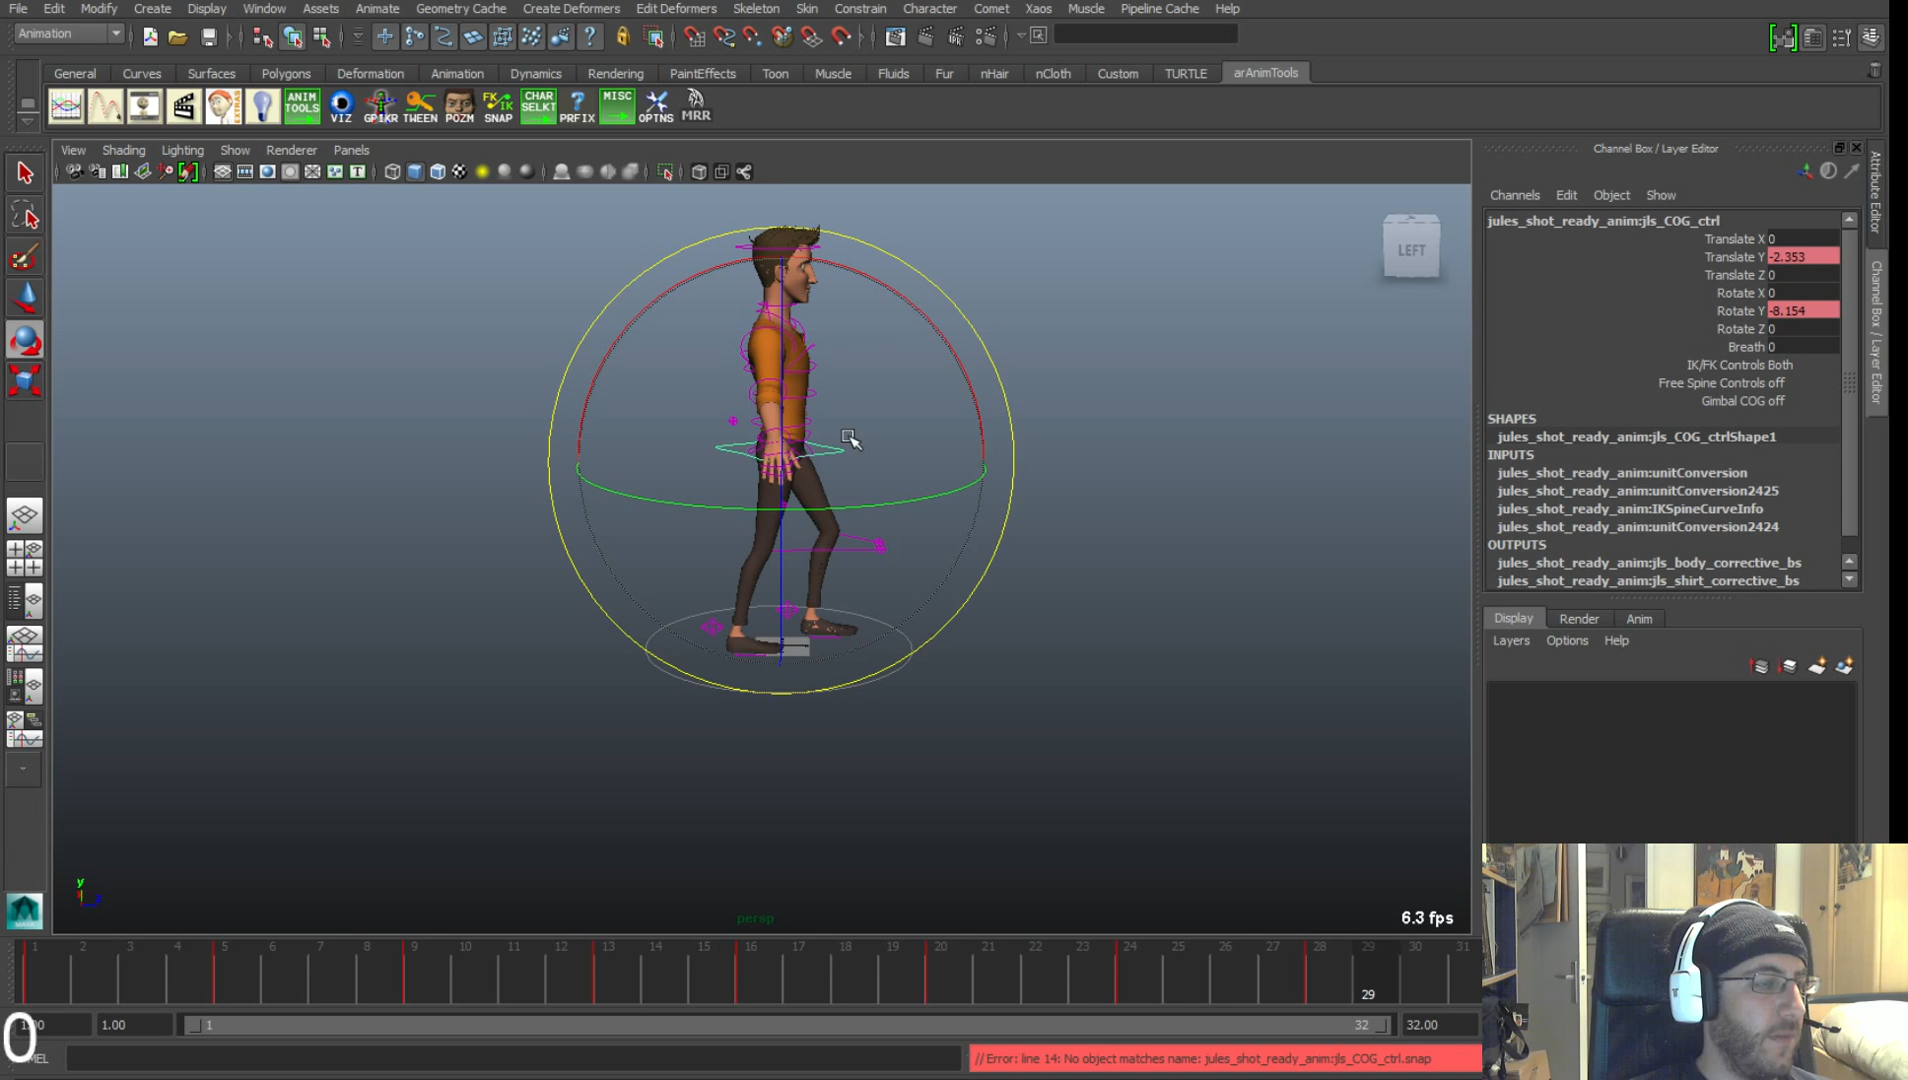 File Edit Modify Create Display Window Assets Animate Geometry Cache Create Deformers Edit Deformers Skeleton Skin Constrain Character Comet Xaos Muscle Pipeline Cache Help
Animation
General Curves Surfaces Polygons Deformation Animation Dynamics Rendering PaintEffects Toon Muscle Fluids Fur nHair nCloth Custom TURTLE arAnimTools
ANIM TOOLS VIZ GPIKR TWEEN POZM FK IK SNAP CHAR SELKT PRFIX MISC OPTNS MRR
View Shading Lighting Show Renderer Panels
LEFT
persp
6.3 fps
Channel Box / Layer Editor
Channels Edit Object Show
jules_shot_ready_anim:jls_COG_ctrl
Translate X 0
Translate Y -2.353
Translate Z 0
Rotate X 0
Rotate Y -8.154
Rotate Z 0
Breath 0
IK/FK Controls Both
Free Spine Controls off
Gimbal COG off
SHAPES
jules_shot_ready_anim:jls_COG_ctrlShape1
INPUTS
jules_shot_ready_anim:unitConversion
jules_shot_ready_anim:unitConversion2425
jules_shot_ready_anim:IKSpineCurveInfo
jules_shot_ready_anim:unitConversion2424
OUTPUTS
jules_shot_ready_anim:jls_body_corrective_bs
jules_shot_ready_anim:jls_shirt_corrective_bs
Display Render Anim
Layers Options Help
Attribute Editor
Channel Box / Layer Editor
1 2 3 4 5 6 7 8 9 10 11 12 13 14 15 16 17 18 19 20 21 22 23 24 25 26 27 28 29 30 31
29
1.00 1 32 32.00
0
// Error: line 14: No object matches name: jules_shot_ready_anim:jls_COG_ctrl.snap